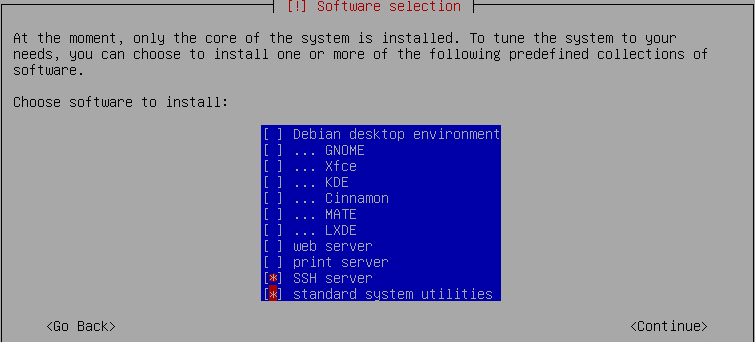 [!] Software selection
At the moment, only the core of the system is installed. To tune the system to your
needs, you can choose to install one or more of the following predefined collections of
software.
Choose software to install:
[ ] Debian desktop environment
[ ] ... GNOME
[ ] ... Xfce
[ ] ... KDE
[ ] ... Cinnamon
[ ] ... MATE
[ ] ... LXDE
[ ] web server
[ ] print server
[*] SSH server
[*] standard system utilities
<Go Back> <Continue>